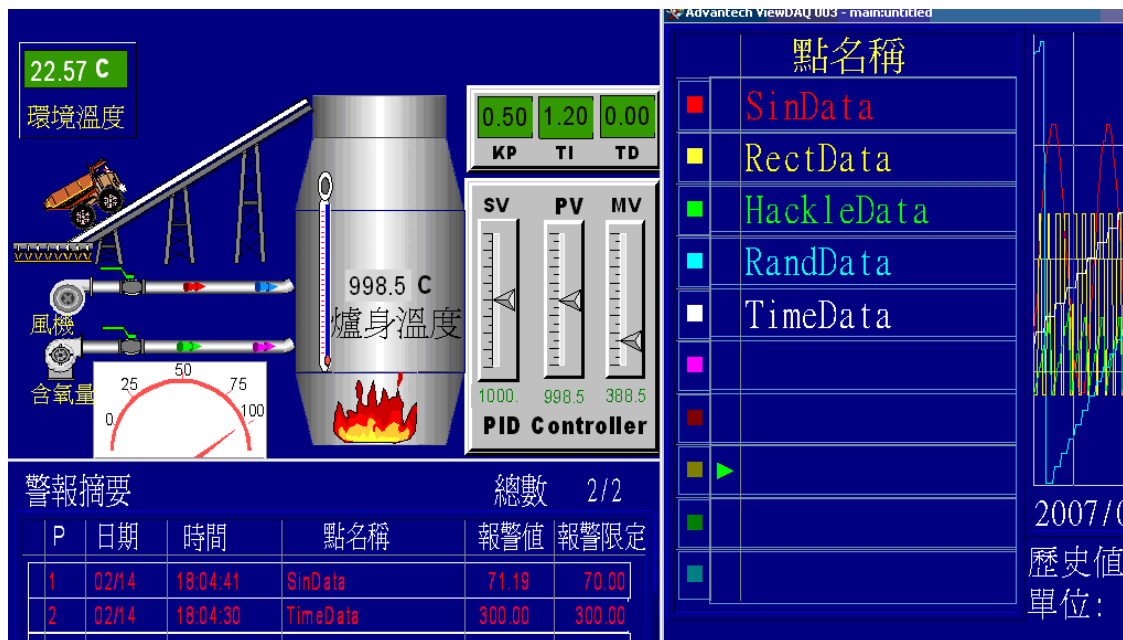 22.57 C
環境溫度
0.50 1.20 0.00
KP TI TD
SV PV MV
998.5 C
爐身溫度
1000. 998.5 388.5
PID Controller
風機
含氧量
0 25 50 75 100
警報摘要 總數 2/2
P 日期 時間 點名稱 報警值 報警限定
1 02/14 18:04:41 SinData 71.19 70.00
2 02/14 18:04:30 TimeData 300.00 300.00
Advantech ViewDAQ 003 - main:untitled
點名稱
SinData
RectData
HackleData
RandData
TimeData
2007/0
歷史值
單位: